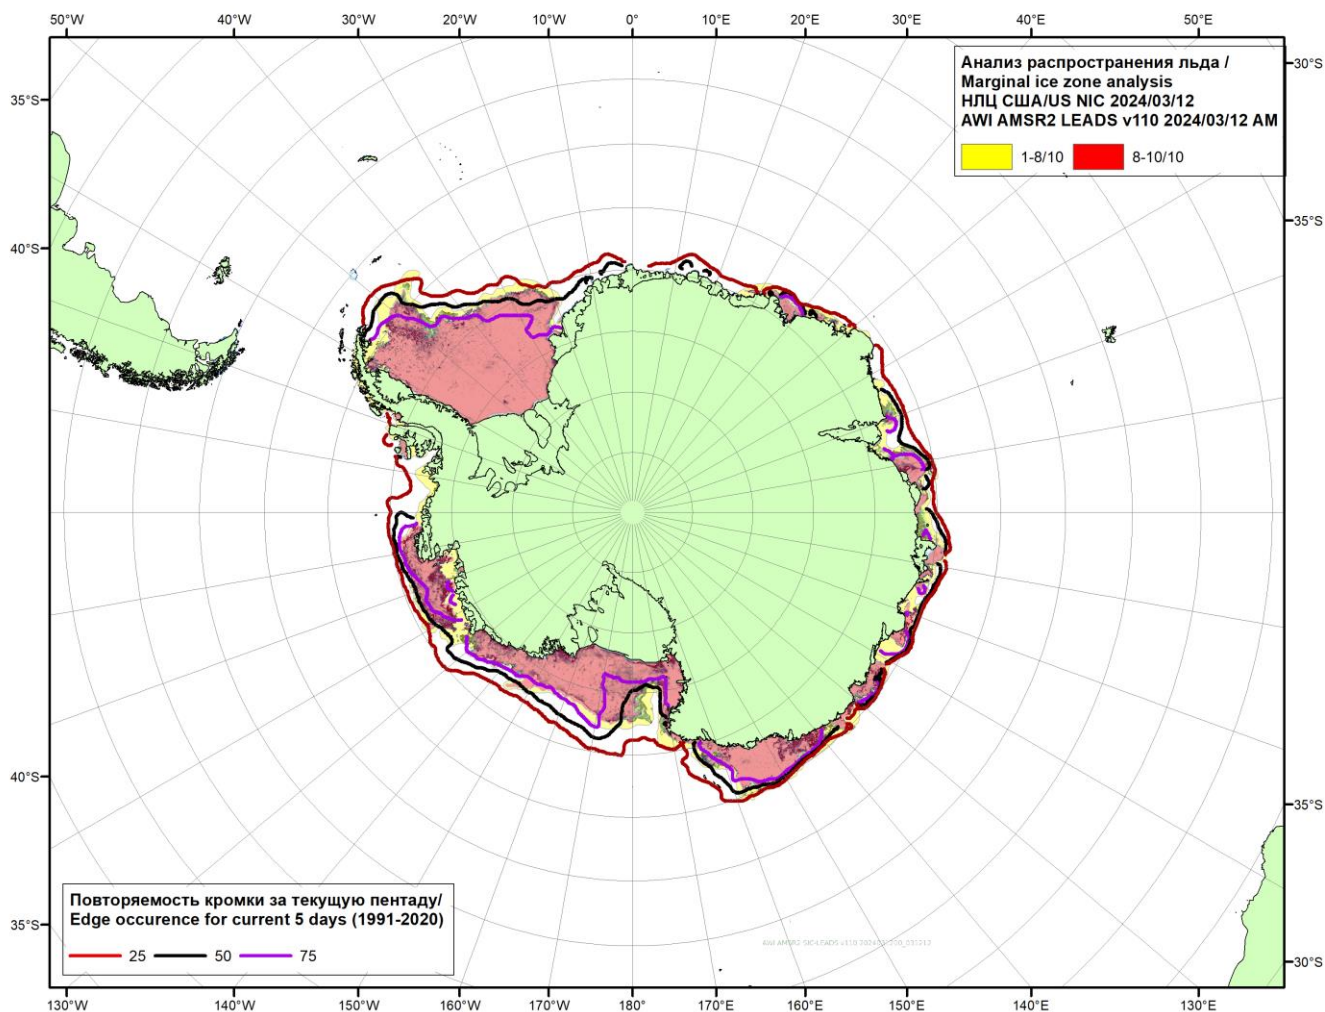 50°W 40°W 30°W 20°W 10°W 0° 10°E 20°E 30°E 40°E 50°E
Анализ распространения льда /
Marginal ice zone analysis
НЛЦ США/US NIC 2024/03/12
AWI AMSR2 LEADS v110 2024/03/12 AM
1-8/10 8-10/10
30°S
35°S
35°S
40°S
40°S
35°S
35°S
30°S
Повторяемость кромки за текущую пентаду/
Edge occurence for current 5 days (1991-2020)
25 50 75
130°W 140°W 150°W 160°W 170°W 180° 170°E 160°E 150°E 140°E 130°E